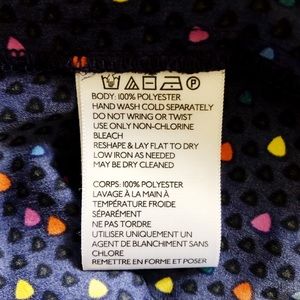 BODY: 100% POLYESTER
HAND WASH COLD SEPARATELY
DO NOT WRING OR TWIST
USE ONLY NON-CHLORINE
BLEACH
RESHAPE & LAY FLAT TO DRY
LOW IRON AS NEEDED
MAY BE DRY CLEANED
CORPS: 100% POLYESTER
LAVAGE À LA MAIN À
TEMPÉRATURE FROIDE
SÉPARÉMENT
NE PAS TORDRE
UTILISER UNIQUEMENT UN
AGENT DE BLANCHIMENT SANS
CHLORE
REMETTRE EN FORME ET POSER